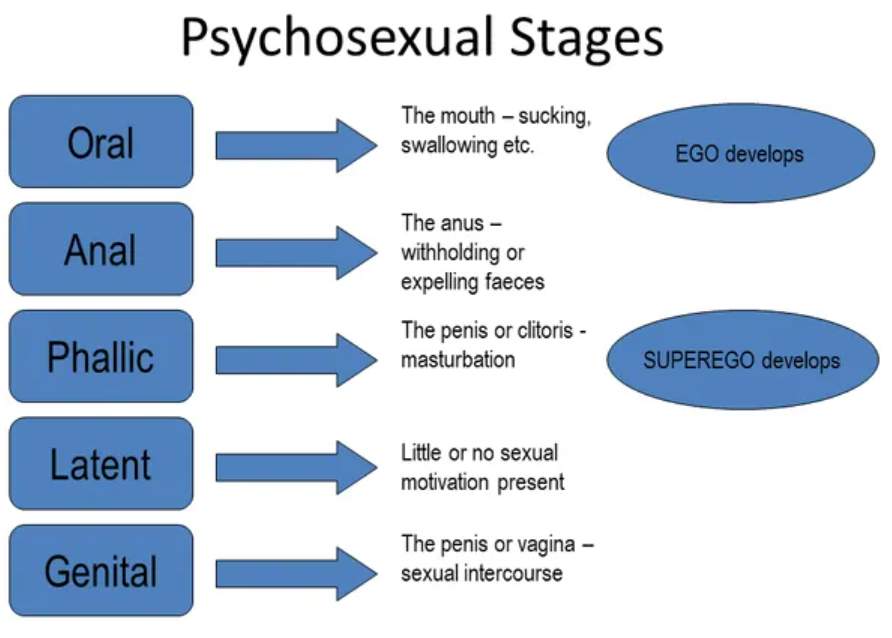 Psychosexual Stages
Oral
The mouth – sucking,
swallowing etc.
EGO develops
Anal
The anus –
withholding or
expelling faeces
Phallic
The penis or clitoris -
masturbation
SUPEREGO develops
Latent
Little or no sexual
motivation present
Genital
The penis or vagina –
sexual intercourse